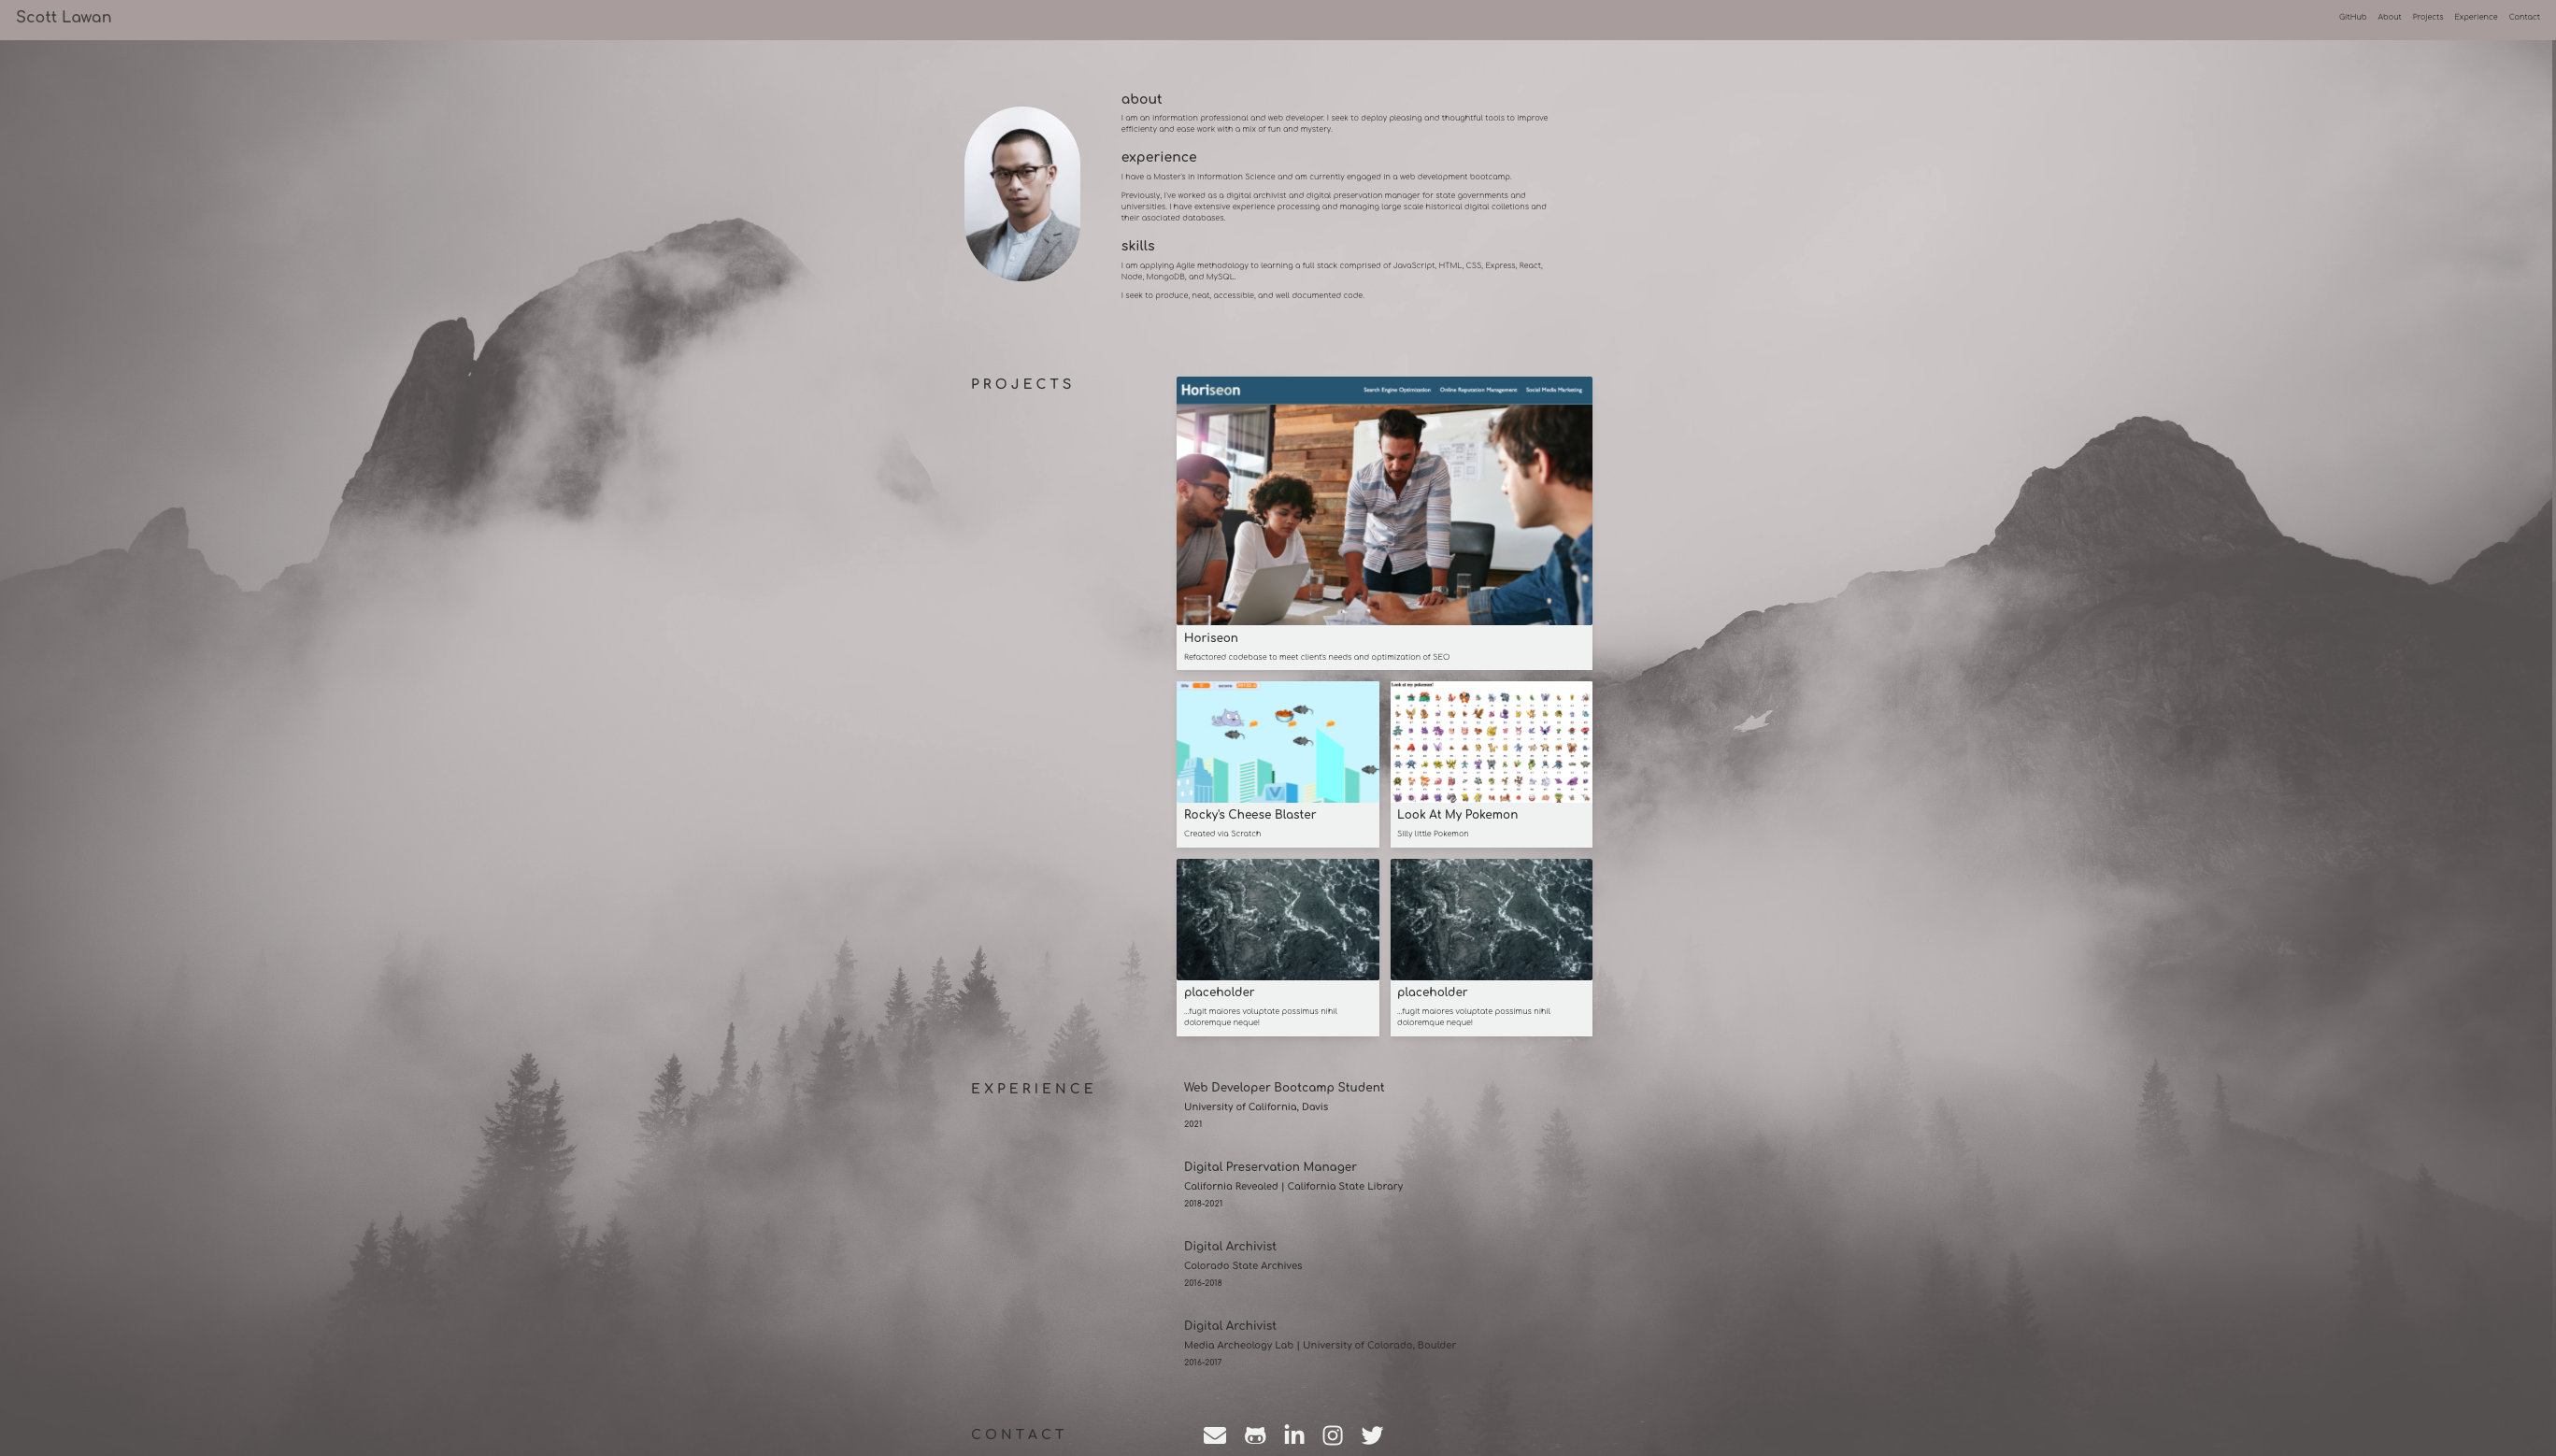 Scott Lawan
GitHub About Projects Experience Contact
about
I am an information professional and web developer. I seek to deploy pleasing and thoughtful tools to improve
efficienty and ease work with a mix of fun and mystery.
experience
I have a Master's in Information Science and am currently engaged in a web development bootcamp.
Previously, I've worked as a digital archivist and digital preservation manager for state governments and
universities. I have extensive experience processing and managing large scale historical digital colletions and
their asociated databases.
skills
I am applying Agile methodology to learning a full stack comprised of JavaScript, HTML, CSS, Express, React,
Node, MongoDB, and MySQL.
I seek to produce, neat, accessible, and well documented code.
PROJECTS
Horiseon
Search Engine Optimization Online Reputation Management Social Media Marketing
Horiseon
Refactored codebase to meet client's needs and optimization of SEO
life score
Look at my pokemon!
Rocky's Cheese Blaster
Created via Scratch
Look At My Pokemon
Silly little Pokemon
placeholder
...fugit maiores voluptate possimus nihil
doloremque neque!
placeholder
...fugit maiores voluptate possimus nihil
doloremque neque!
EXPERIENCE
Web Developer Bootcamp Student
University of California, Davis
2021
Digital Preservation Manager
California Revealed | California State Library
2018-2021
Digital Archivist
Colorado State Archives
2016-2018
Digital Archivist
Media Archeology Lab | University of Colorado, Boulder
2016-2017
CONTACT
in